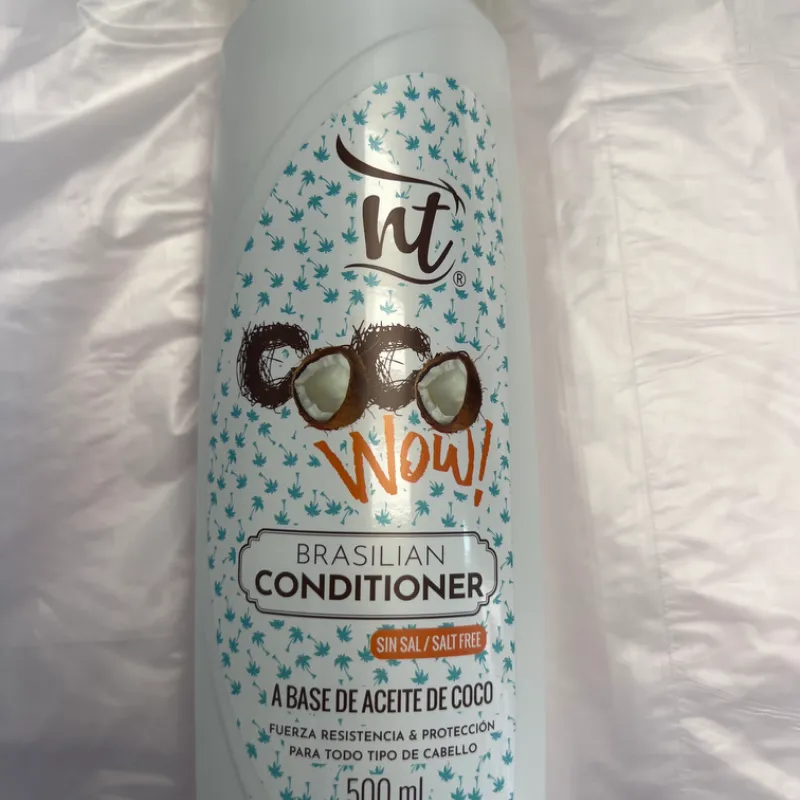 nt®
COCO
Wow!
BRASILIAN
CONDITIONER
SIN SAL / SALT FREE
A BASE DE ACEITE DE COCO
FUERZA RESISTENCIA & PROTECCIÓN
PARA TODO TIPO DE CABELLO
500 ml